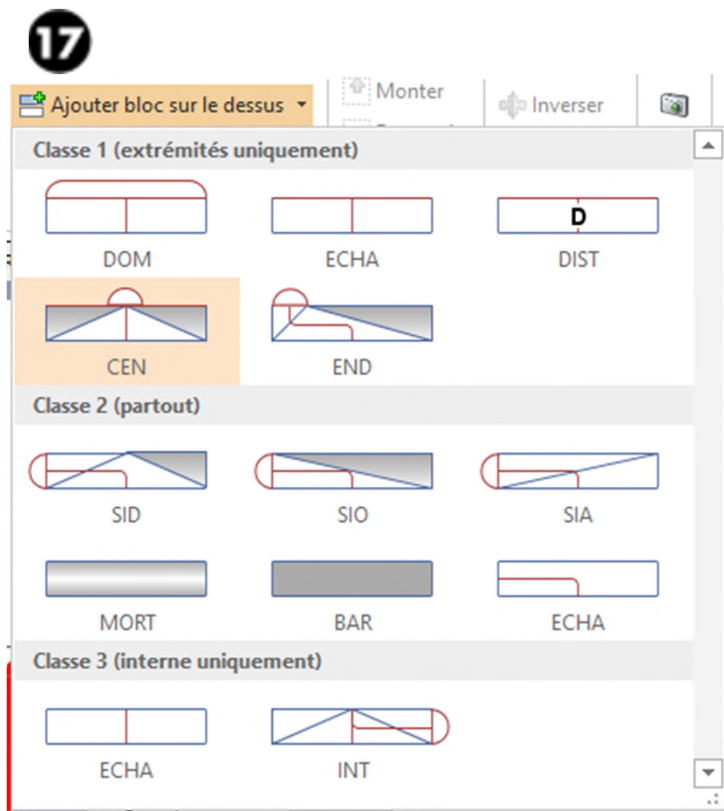 17
Ajouter bloc sur le dessus
Monter
Inverser
Classe 1 (extrémités uniquement)
DOM ECHA DIST
D
CEN END
Classe 2 (partout)
SID SIO SIA
MORT BAR ECHA
Classe 3 (interne uniquement)
ECHA INT